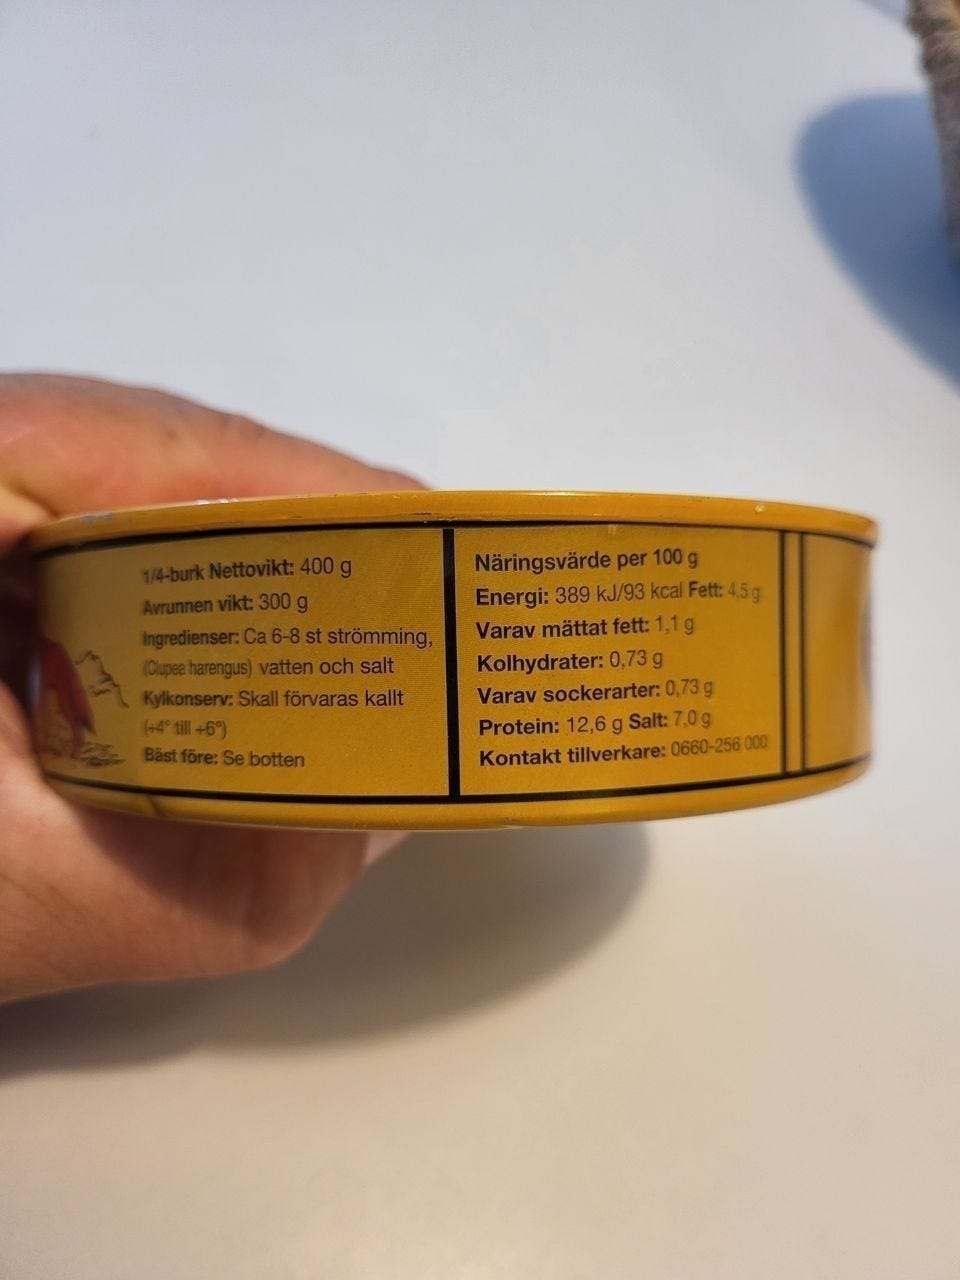 1/4-burk Nettovikt: 400 g
Avrunnen vikt: 300 g
Ingredienser: Ca 6-8 st strömming,
(Clupea harengus) vatten och salt
Kylkonserv: Skall förvaras kallt
(+4° till +6°)
Bäst före: Se botten
Näringsvärde per 100 g
Energi: 389 kJ/93 kcal Fett: 4,5 g
Varav mättat fett: 1,1 g
Kolhydrater: 0,73 g
Varav sockerarter: 0,73 g
Protein: 12,6 g Salt: 7,0 g
Kontakt tillverkare: 0660-256 000